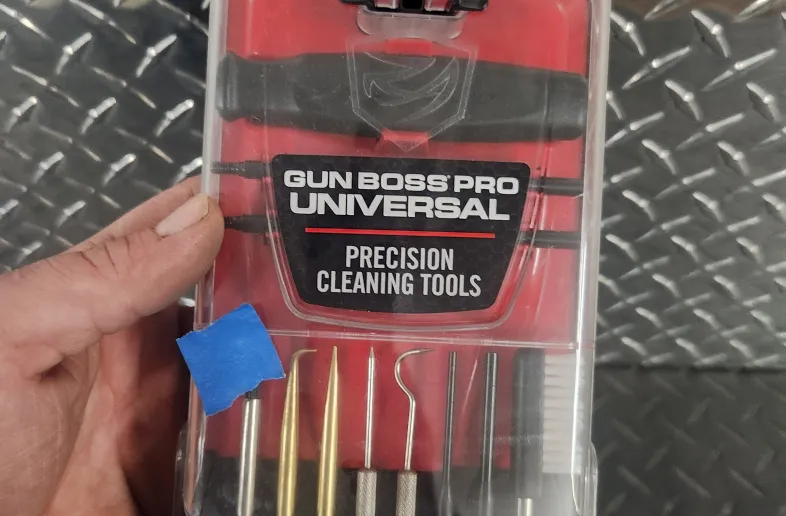 GUN BOSS® PRO
UNIVERSAL
PRECISION
CLEANING TOOLS